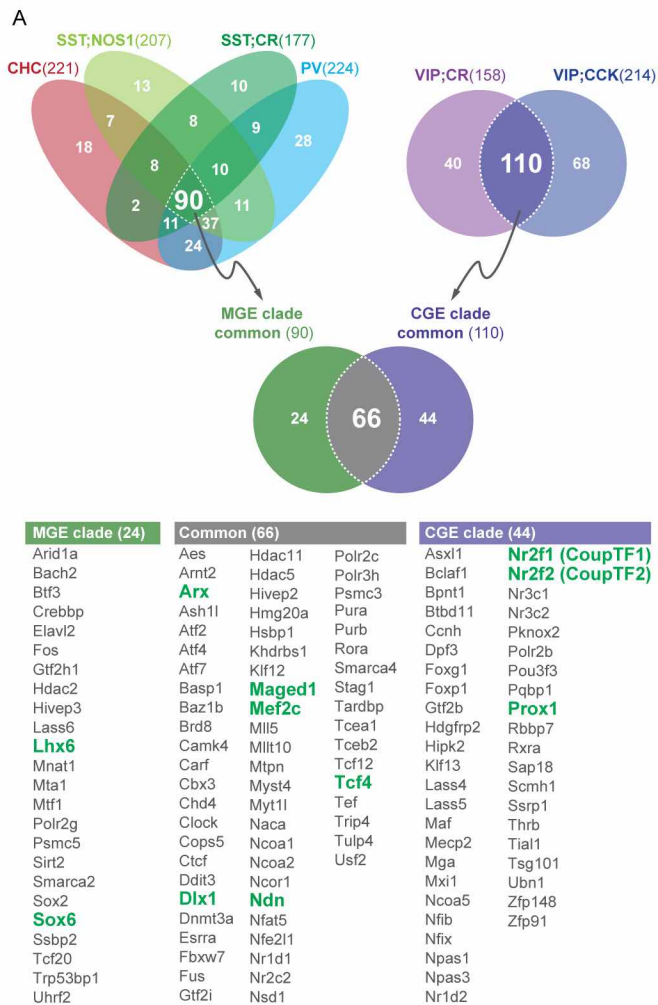 A
SST;NOS1(207)
SST;CR(177)
CHC(221)
PV(224)
VIP;CR(158)
VIP;CCK(214)
13
10
7
8
9
18
28
8
10
2
90
11
11
37
24
40
110
68
MGE clade
common (90)
CGE clade
common (110)
24
66
44
MGE clade (24)
Arid1a
Bach2
Btf3
Crebbp
Elavl2
Fos
Gtf2h1
Hdac2
Hivep3
Lass6
Lhx6
Mnat1
Mta1
Mtf1
Polr2g
Psmc5
Sirt2
Smarca2
Sox2
Sox6
Ssbp2
Tcf20
Trp53bp1
Uhrf2
Common (66)
Aes
Arnt2
Arx
Ash1l
Atf2
Atf4
Atf7
Basp1
Baz1b
Brd8
Camk4
Carf
Cbx3
Chd4
Clock
Cops5
Ctcf
Ddit3
Dlx1
Dnmt3a
Esrra
Fbxw7
Fus
Gtf2i
Hdac11
Hdac5
Hivep2
Hmg20a
Hsbp1
Khdrbs1
Klf12
Maged1
Mef2c
Mll5
Mllt10
Mtpn
Myst4
Myt1l
Naca
Ncoa1
Ncoa2
Ncor1
Ndn
Nfat5
Nfe2l1
Nr1d1
Nr2c2
Nsd1
Polr2c
Polr3h
Psmc3
Pura
Purb
Rora
Smarca4
Stag1
Tardbp
Tcea1
Tceb2
Tcf12
Tcf4
Tef
Trip4
Tulp4
Usf2
CGE clade (44)
Asxl1
Bclaf1
Bpnt1
Btbd11
Ccnh
Dpf3
Foxg1
Foxp1
Gtf2b
Hdgfrp2
Hipk2
Klf13
Lass4
Lass5
Maf
Mecp2
Mga
Mxi1
Ncoa5
Nfib
Nfix
Npas1
Npas3
Nr1d2
Nr2f1 (CoupTF1)
Nr2f2 (CoupTF2)
Nr3c1
Nr3c2
Pknox2
Polr2b
Pou3f3
Pqbp1
Prox1
Rbbp7
Rxra
Sap18
Scmh1
Ssrp1
Thrb
Tial1
Tsg101
Ubn1
Zfp148
Zfp91